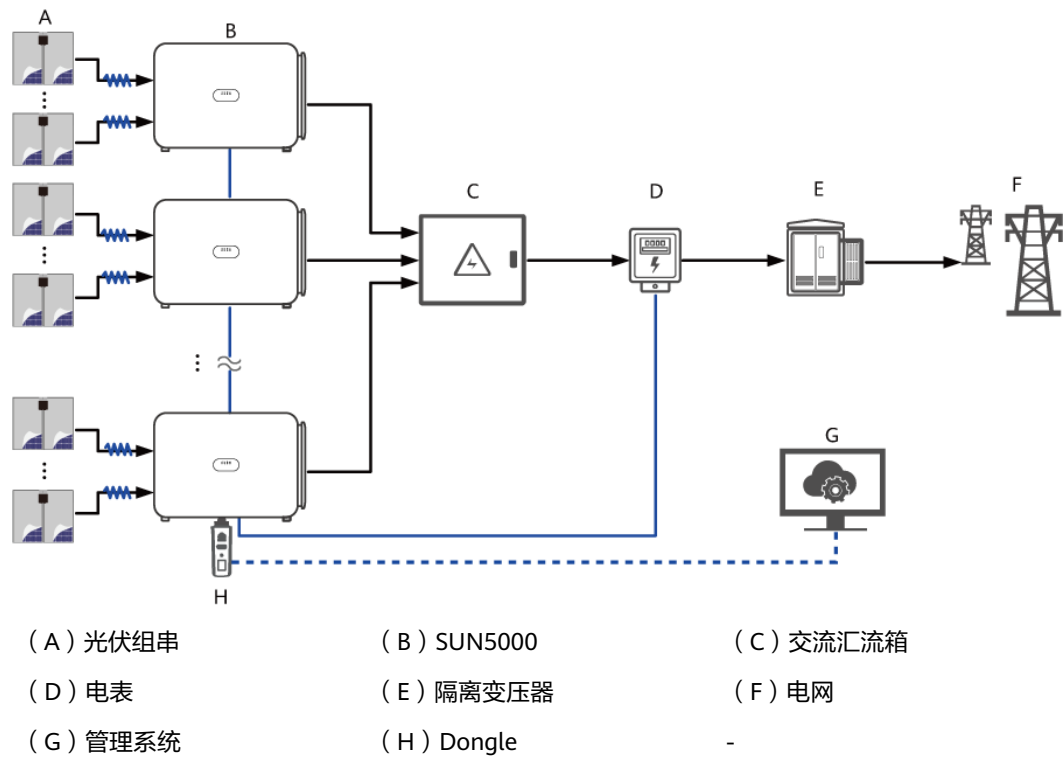 A
B
C
D
E
F
G
H
（A）光伏组串 （B）SUN5000 （C）交流汇流箱
（D）电表 （E）隔离变压器 （F）电网
（G）管理系统 （H）Dongle -